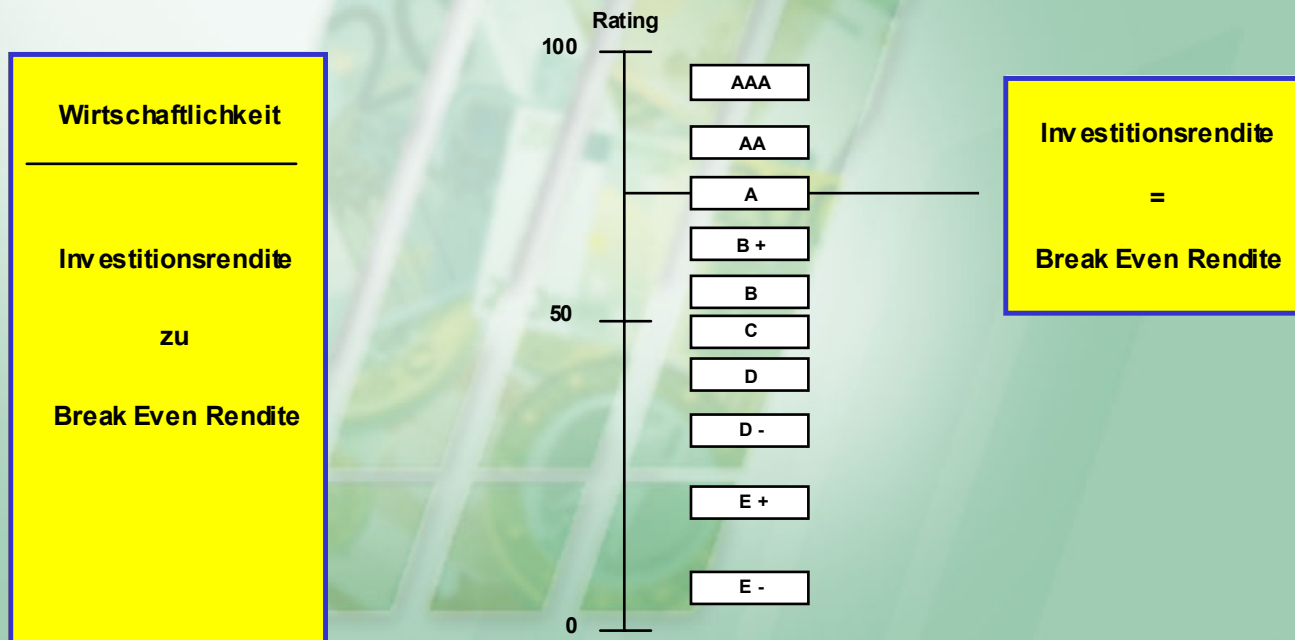 Rating
100
50
0
Wirtschaftlichkeit
Investitionsrendite
zu
Break Even Rendite
AAA
AA
A
B +
B
C
D
D -
E +
E -
Investitionsrendite
=
Break Even Rendite